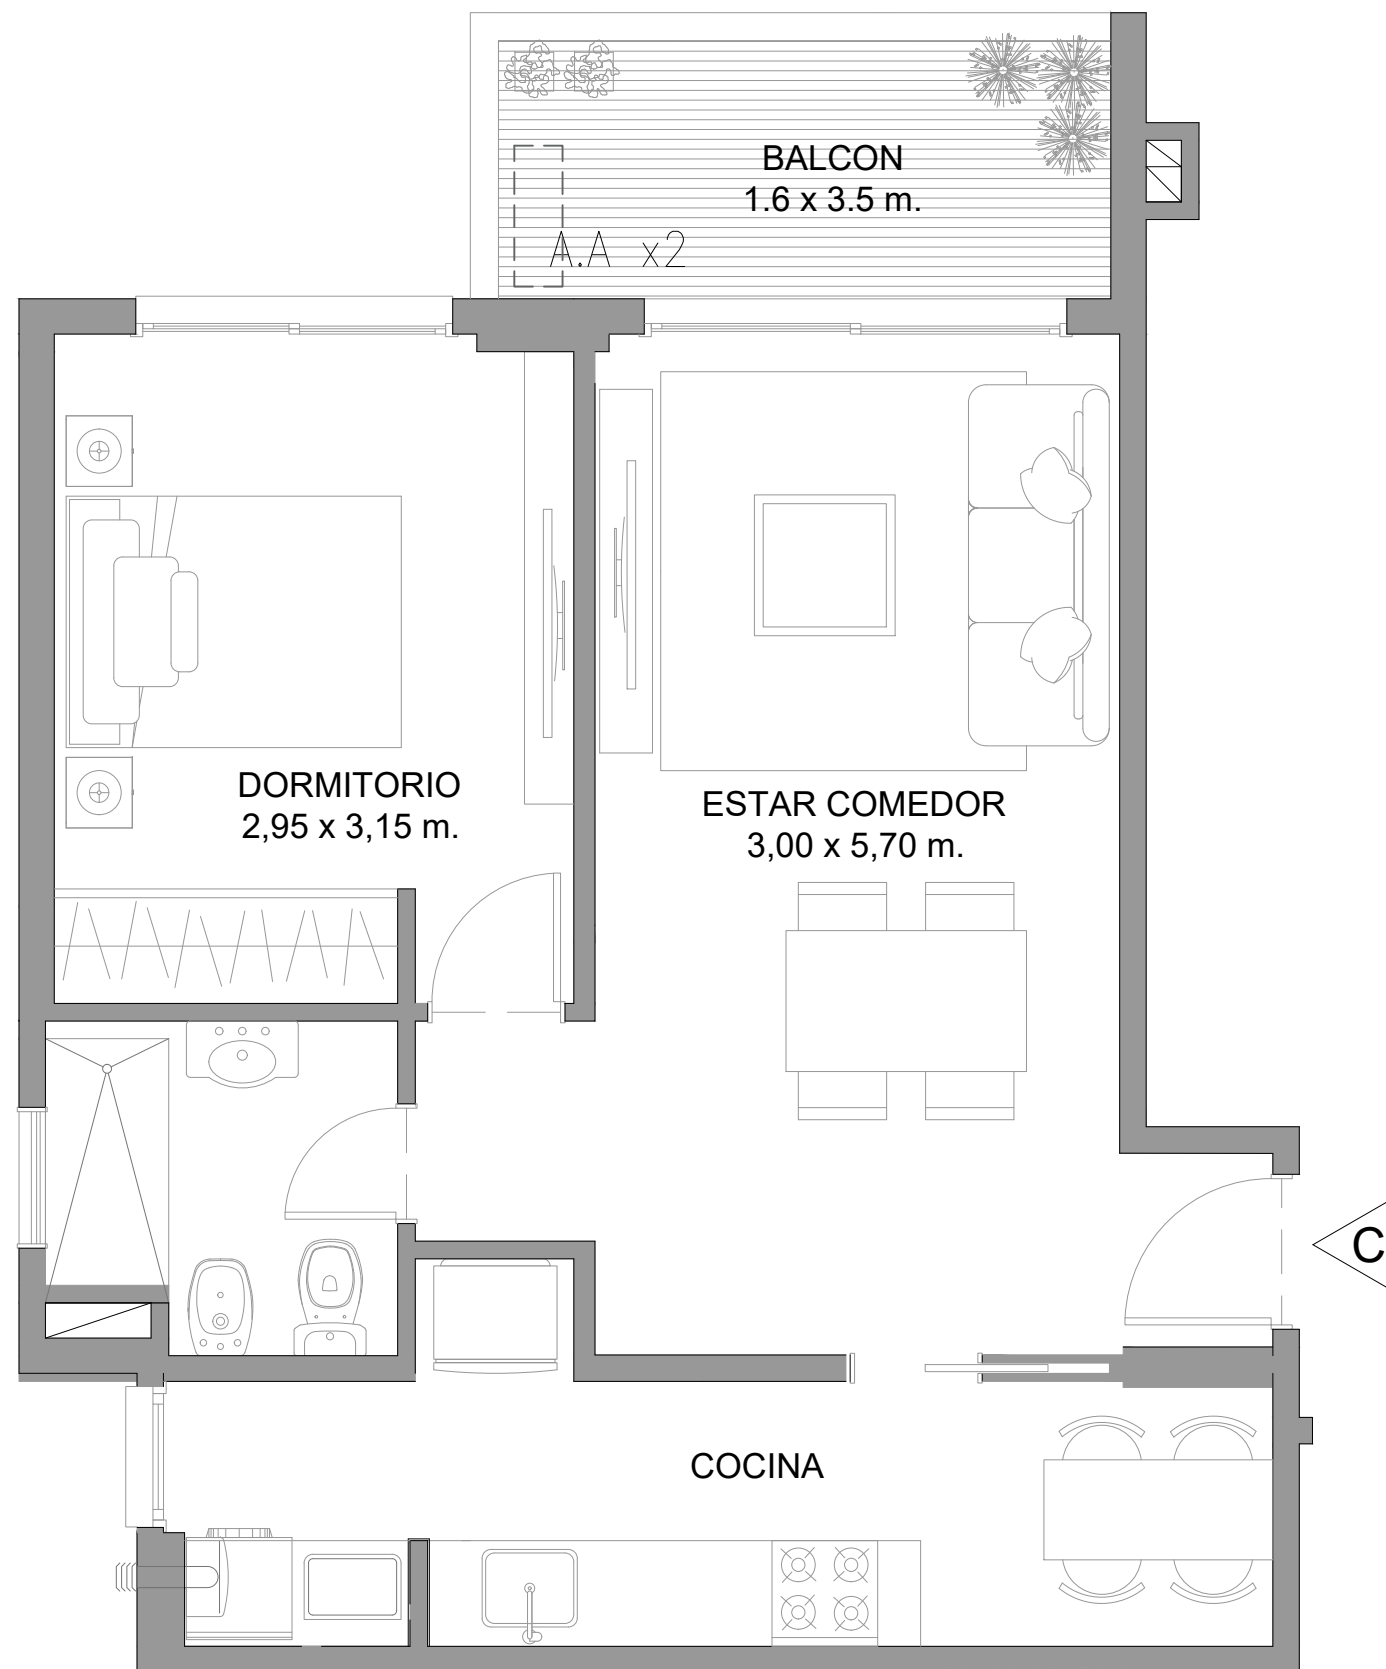 BALCON
1.6 x 3.5 m.
A.A x2
DORMITORIO
2,95 x 3,15 m.
ESTAR COMEDOR
3,00 x 5,70 m.
C
COCINA